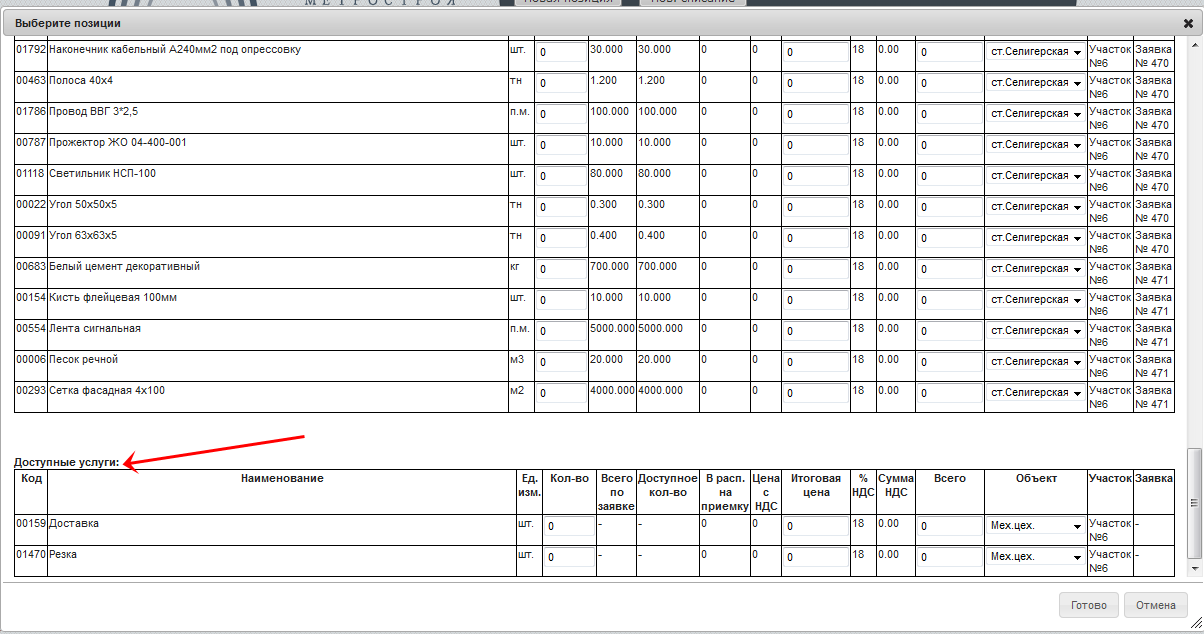 МЕТРОСТРОЯ
Новая позиция
Выберите позиции
01792 Наконечник кабельный А240мм2 под опрессовку шт. 0 30.000 30.000 0 0 0 18 0.00 0 ст.Селигерская Участок №6 Заявка № 470
00463 Полоса 40х4 тн 0 1.200 1.200 0 0 0 18 0.00 0 ст.Селигерская Участок №6 Заявка № 470
01786 Провод ВВГ 3*2,5 п.м. 0 100.000 100.000 0 0 0 18 0.00 0 ст.Селигерская Участок №6 Заявка № 470
00787 Прожектор ЖО 04-400-001 шт. 0 10.000 10.000 0 0 0 18 0.00 0 ст.Селигерская Участок №6 Заявка № 470
01118 Светильник НСП-100 шт. 0 80.000 80.000 0 0 0 18 0.00 0 ст.Селигерская Участок №6 Заявка № 470
00022 Угол 50х50х5 тн 0 0.300 0.300 0 0 0 18 0.00 0 ст.Селигерская Участок №6 Заявка № 470
00091 Угол 63х63х5 тн 0 0.400 0.400 0 0 0 18 0.00 0 ст.Селигерская Участок №6 Заявка № 470
00683 Белый цемент декоративный кг 0 700.000 700.000 0 0 0 18 0.00 0 ст.Селигерская Участок №6 Заявка № 471
00154 Кисть флейцевая 100мм шт. 0 10.000 10.000 0 0 0 18 0.00 0 ст.Селигерская Участок №6 Заявка № 471
00554 Лента сигнальная п.м. 0 5000.000 5000.000 0 0 0 18 0.00 0 ст.Селигерская Участок №6 Заявка № 471
00006 Песок речной м3 0 20.000 20.000 0 0 0 18 0.00 0 ст.Селигерская Участок №6 Заявка № 471
00293 Сетка фасадная 4х100 м2 0 4000.000 4000.000 0 0 0 18 0.00 0 ст.Селигерская Участок №6 Заявка № 471
Доступные услуги:
Код Наименование Ед. изм. Кол-во Всего по заявке Доступное кол-во В расп. на приемку Цена с НДС Итоговая цена % НДС Сумма НДС Всего Объект Участок Заявка
00159 Доставка шт. 0 - - 0 0 0 18 0.00 0 Мех.цех. Участок №6 -
01470 Резка шт. 0 - - 0 0 0 18 0.00 0 Мех.цех. Участок №6 -
Готово Отмена